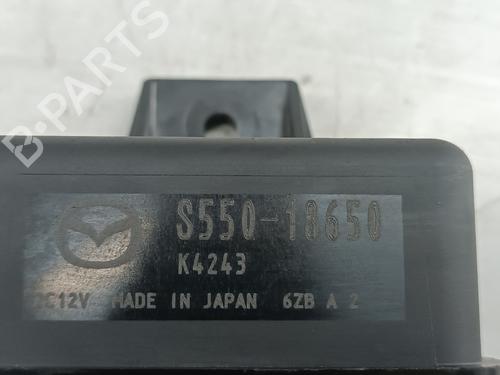 B-PARTS
S550-18650
K4243
DC12V MADE IN JAPAN 6ZB A 2